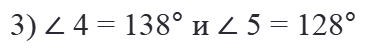 3) ∠ 4 = 138° и ∠ 5 = 128°